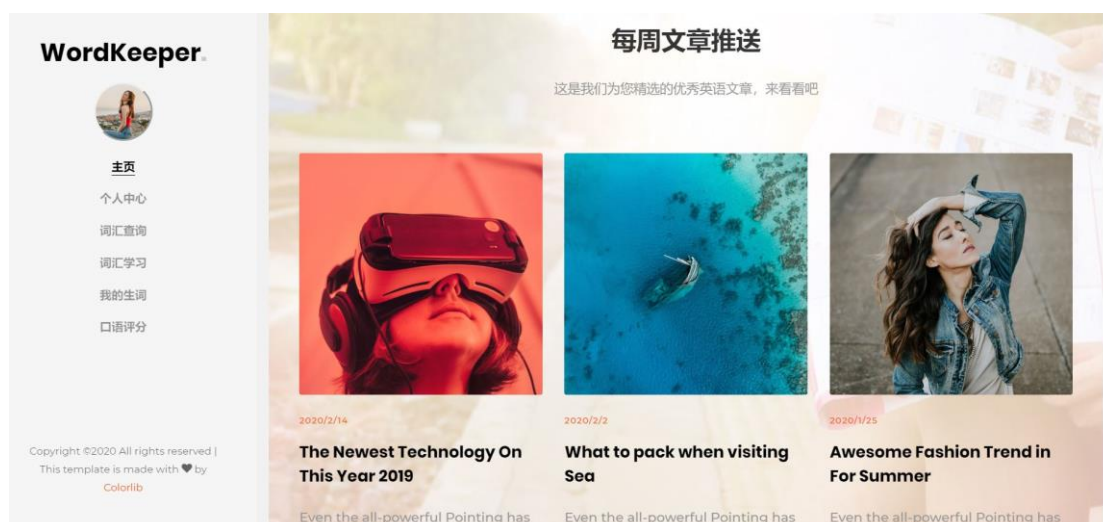 WordKeeper.
主页
个人中心
词汇查询
词汇学习
我的生词
口语评分
Copyright ©2020 All rights reserved |
This template is made with ♥ by
Colorlib
每周文章推送
这是我们为您精选的优秀英语文章，来看看吧
2020/2/14
The Newest Technology On
This Year 2019
Even the all-powerful Pointing has
2020/2/2
What to pack when visiting
Sea
Even the all-powerful Pointing has
2020/1/25
Awesome Fashion Trend in
For Summer
Even the all-powerful Pointing has